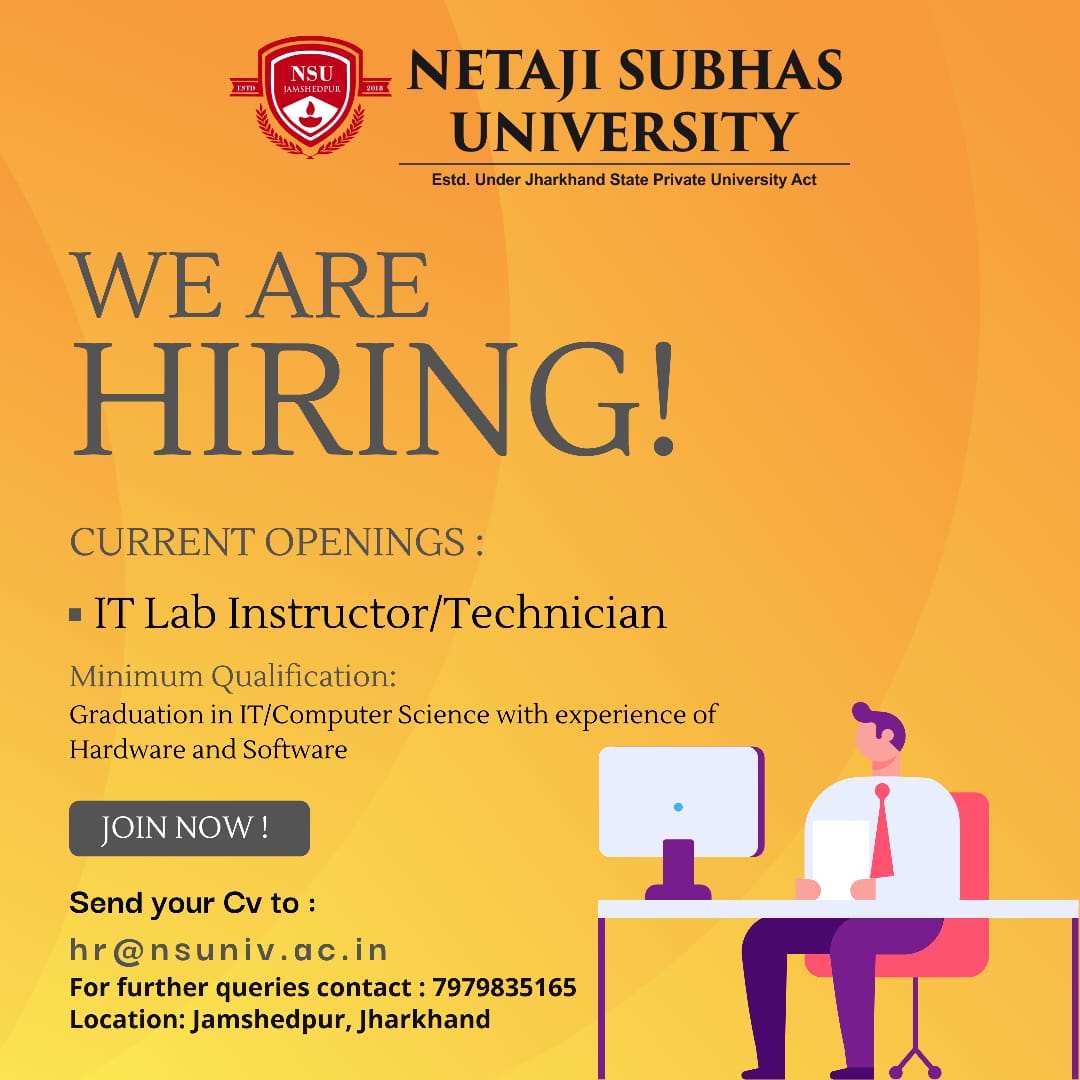 NSU
JAMSHEDPUR
ESTD
2018
NETAJI SUBHAS
UNIVERSITY
Estd. Under Jharkhand State Private University Act
WE ARE
HIRING!
CURRENT OPENINGS :
▪ IT Lab Instructor/Technician
Minimum Qualification:
Graduation in IT/Computer Science with experience of
Hardware and Software
JOIN NOW !
Send your Cv to :
hr@nsuniv.ac.in
For further queries contact : 7979835165
Location: Jamshedpur, Jharkhand